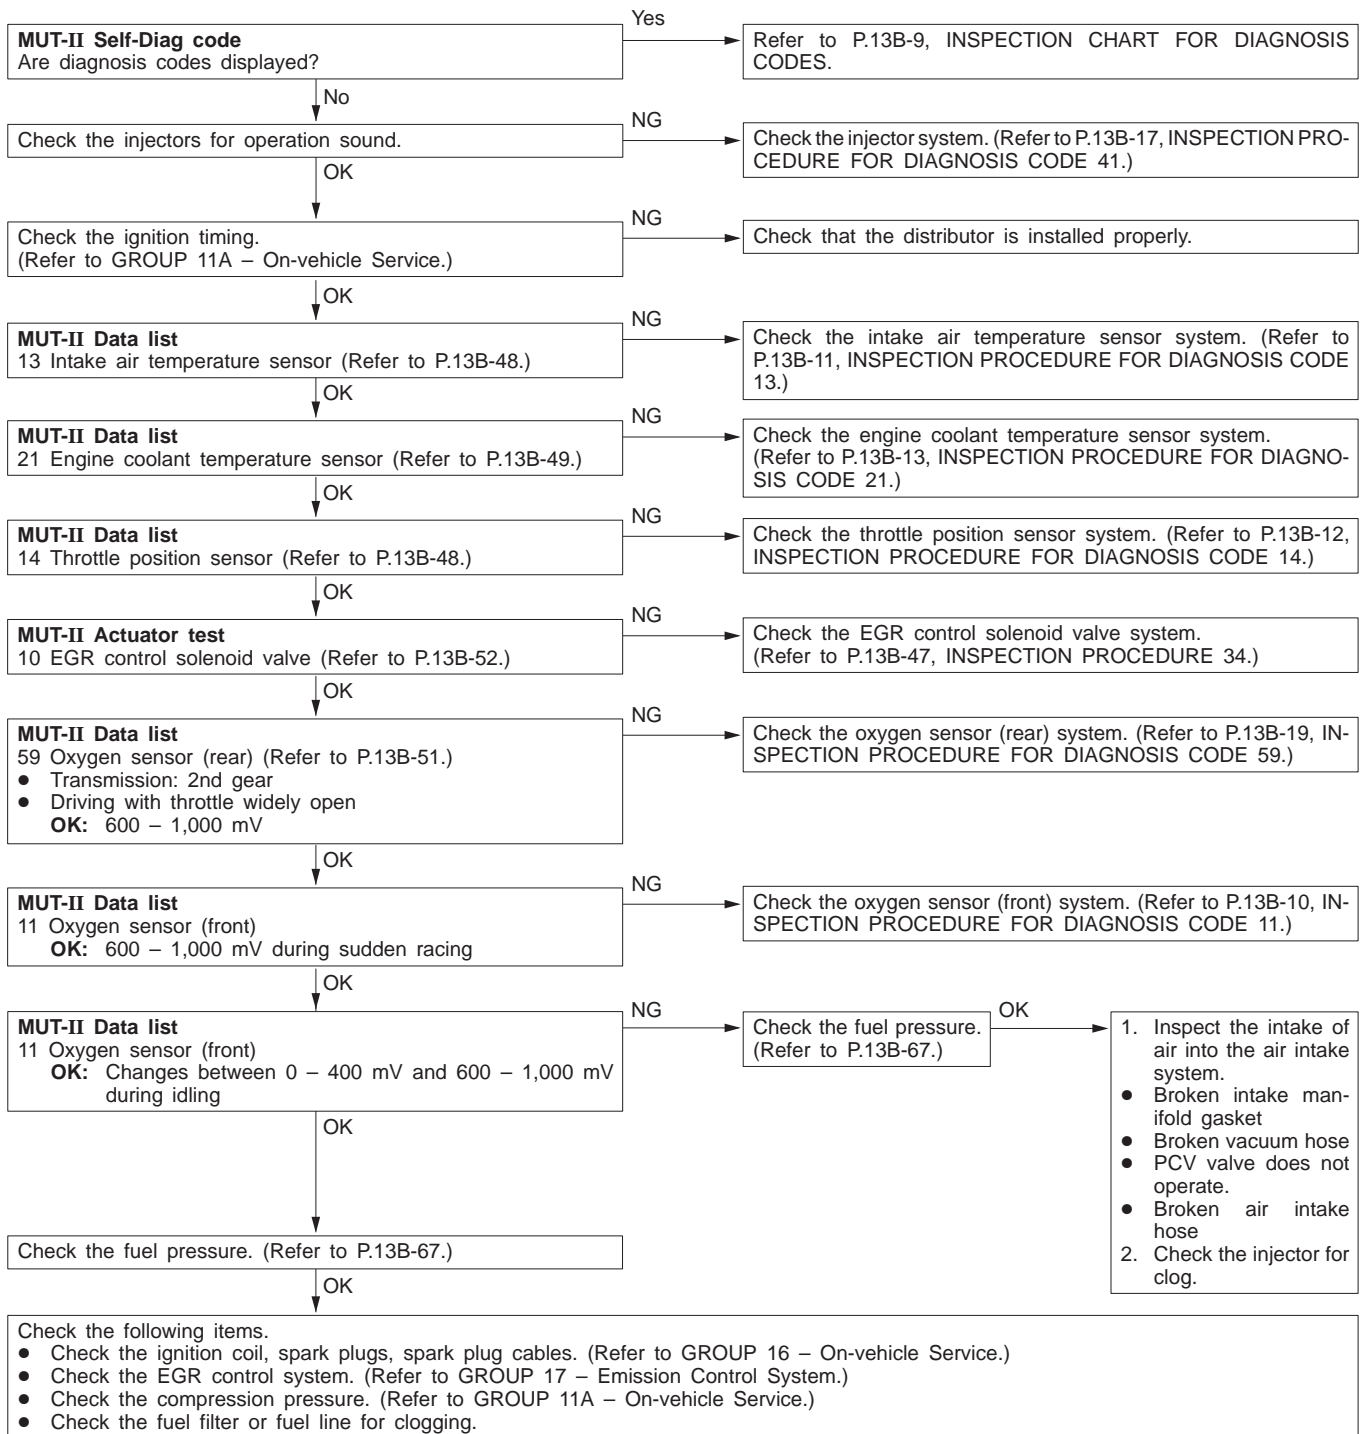 MUT-II Self-Diag code
Are diagnosis codes displayed?
Yes
Refer to P.13B-9, INSPECTION CHART FOR DIAGNOSIS
CODES.
No
Check the injectors for operation sound.
NG
Check the injector system. (Refer to P.13B-17, INSPECTION PRO-
CEDURE FOR DIAGNOSIS CODE 41.)
OK
Check the ignition timing.
(Refer to GROUP 11A – On-vehicle Service.)
NG
Check that the distributor is installed properly.
OK
MUT-II Data list
13 Intake air temperature sensor (Refer to P.13B-48.)
NG
Check the intake air temperature sensor system. (Refer to
P.13B-11, INSPECTION PROCEDURE FOR DIAGNOSIS CODE
13.)
OK
MUT-II Data list
21 Engine coolant temperature sensor (Refer to P.13B-49.)
NG
Check the engine coolant temperature sensor system.
(Refer to P.13B-13, INSPECTION PROCEDURE FOR DIAGNO-
SIS CODE 21.)
OK
MUT-II Data list
14 Throttle position sensor (Refer to P.13B-48.)
NG
Check the throttle position sensor system. (Refer to P.13B-12,
INSPECTION PROCEDURE FOR DIAGNOSIS CODE 14.)
OK
MUT-II Actuator test
10 EGR control solenoid valve (Refer to P.13B-52.)
NG
Check the EGR control solenoid valve system.
(Refer to P.13B-47, INSPECTION PROCEDURE 34.)
OK
MUT-II Data list
59 Oxygen sensor (rear) (Refer to P.13B-51.)
● Transmission: 2nd gear
● Driving with throttle widely open
OK: 600 – 1,000 mV
NG
Check the oxygen sensor (rear) system. (Refer to P.13B-19, IN-
SPECTION PROCEDURE FOR DIAGNOSIS CODE 59.)
OK
MUT-II Data list
11 Oxygen sensor (front)
OK: 600 – 1,000 mV during sudden racing
NG
Check the oxygen sensor (front) system. (Refer to P.13B-10, IN-
SPECTION PROCEDURE FOR DIAGNOSIS CODE 11.)
OK
MUT-II Data list
11 Oxygen sensor (front)
OK: Changes between 0 – 400 mV and 600 – 1,000 mV
during idling
NG
Check the fuel pressure.
(Refer to P.13B-67.)
OK
1. Inspect the intake of
air into the air intake
system.
● Broken intake man-
ifold gasket
● Broken vacuum hose
● PCV valve does not
operate.
● Broken air intake
hose
2. Check the injector for
clog.
OK
Check the fuel pressure. (Refer to P.13B-67.)
OK
Check the following items.
● Check the ignition coil, spark plugs, spark plug cables. (Refer to GROUP 16 – On-vehicle Service.)
● Check the EGR control system. (Refer to GROUP 17 – Emission Control System.)
● Check the compression pressure. (Refer to GROUP 11A – On-vehicle Service.)
● Check the fuel filter or fuel line for clogging.